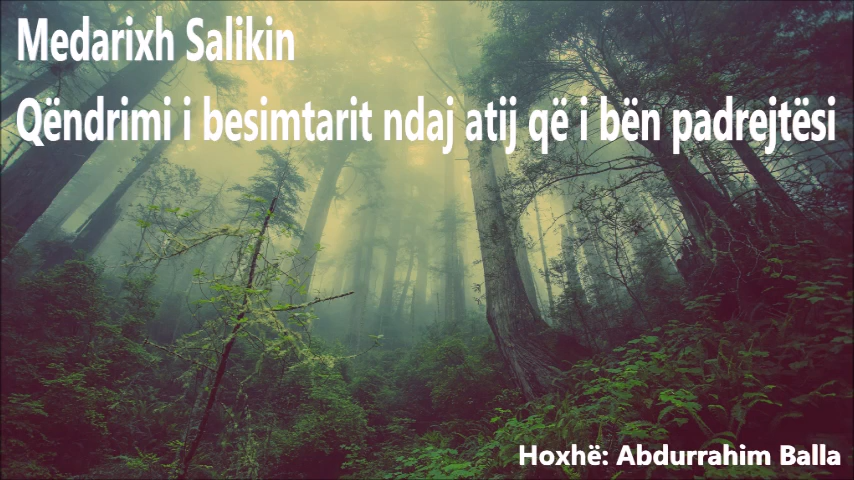 Medarixh Salikin
Qëndrimi i besimtarit ndaj atij që i bën padrejtësi
Hoxhë: Abdurrahim Balla